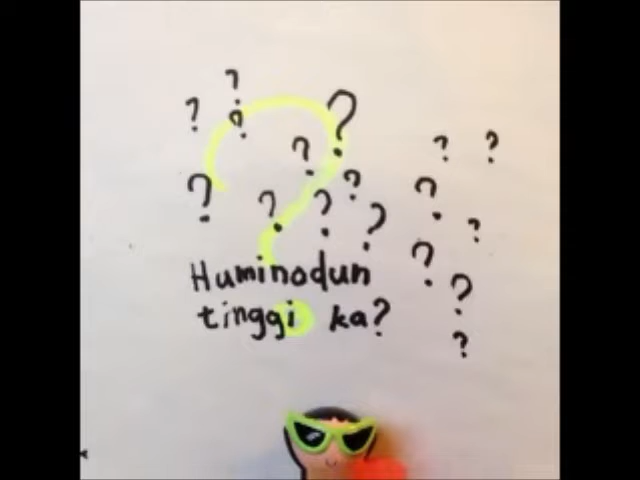 ? ? ?
? ? ? ? ?
? ? ? ? ? ?
? ? ?
Huminodun
tinggi ka?
?